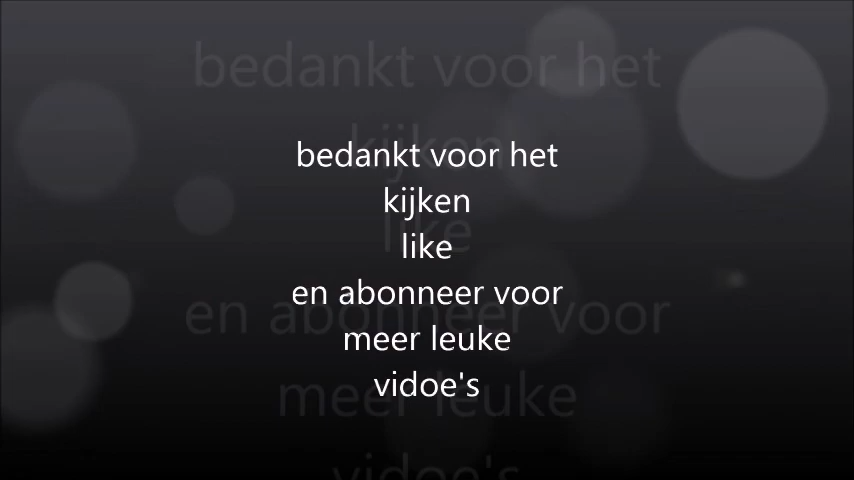 bedankt voor het
kijken
like
en abonneer voor
meer leuke
vidoe's